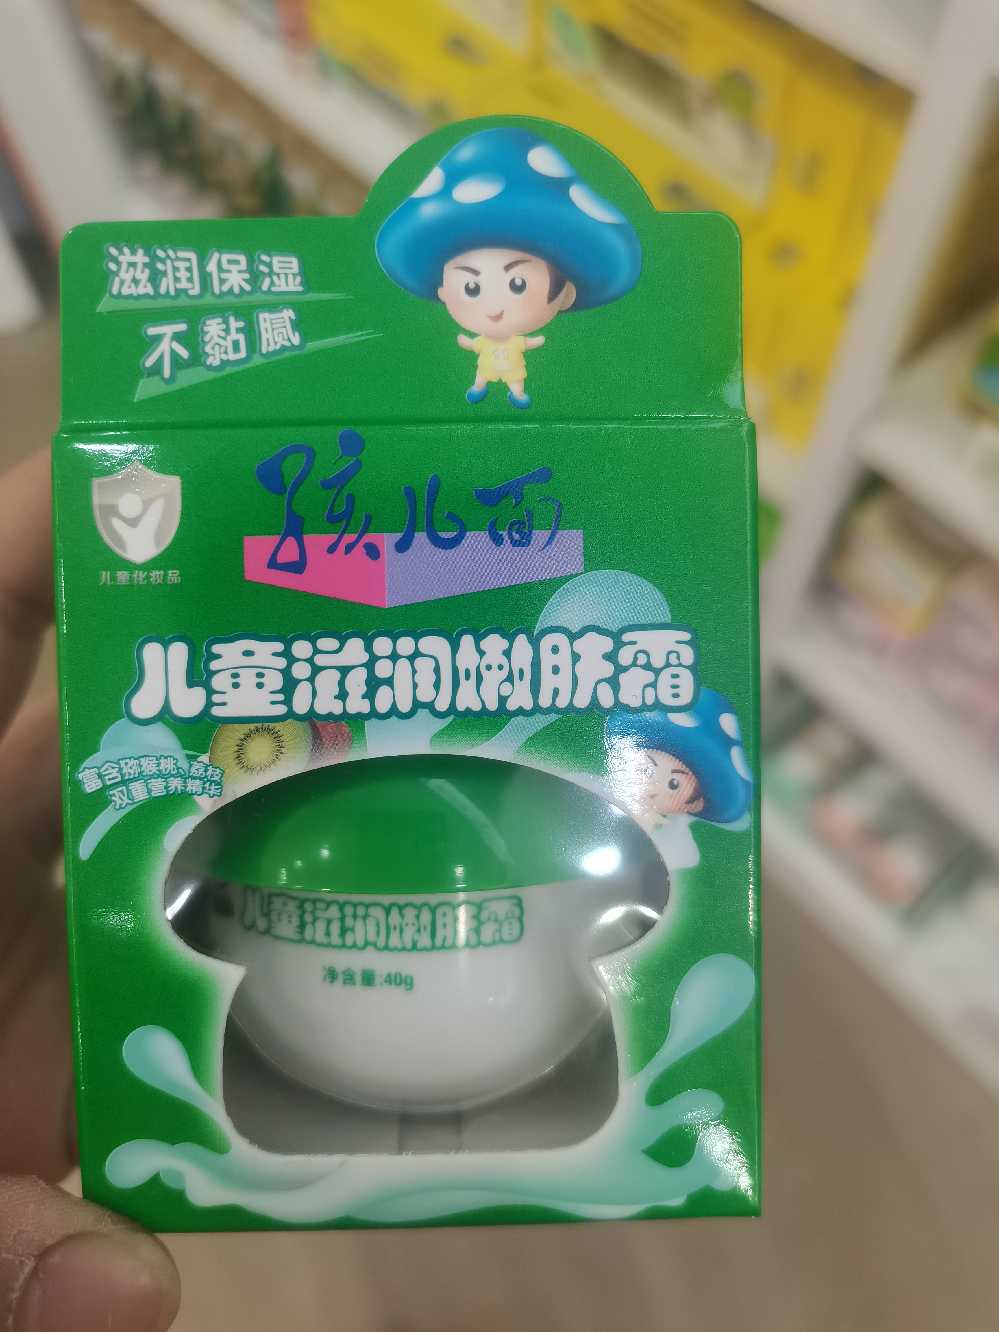 滋润保湿
不黏腻
孩儿面
儿童化妆品
儿童滋润嫩肤霜
富含猕猴桃、荔枝
双重营养精华
儿童滋润嫩肤霜
净含量:40g